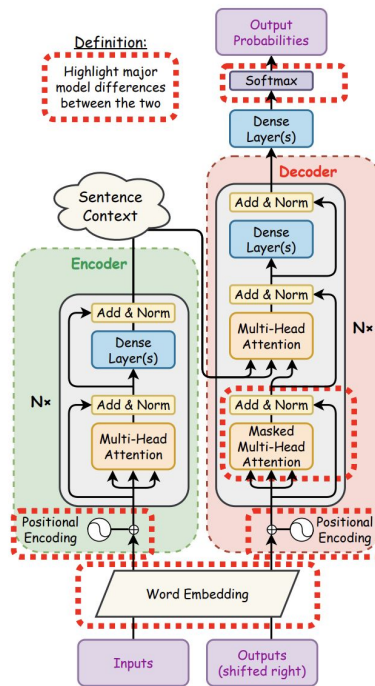 Definition:
Highlight major
model differences
between the two
Output
Probabilities
Softmax
Dense
Layer(s)
Decoder
Add & Norm
Dense
Layer(s)
Add & Norm
Multi-Head
Attention
N×
Add & Norm
Masked
Multi-Head
Attention
Positional
Encoding
Sentence
Context
Encoder
Add & Norm
Dense
Layer(s)
N×
Add & Norm
Multi-Head
Attention
Positional
Encoding
Word Embedding
Inputs
Outputs
(shifted right)